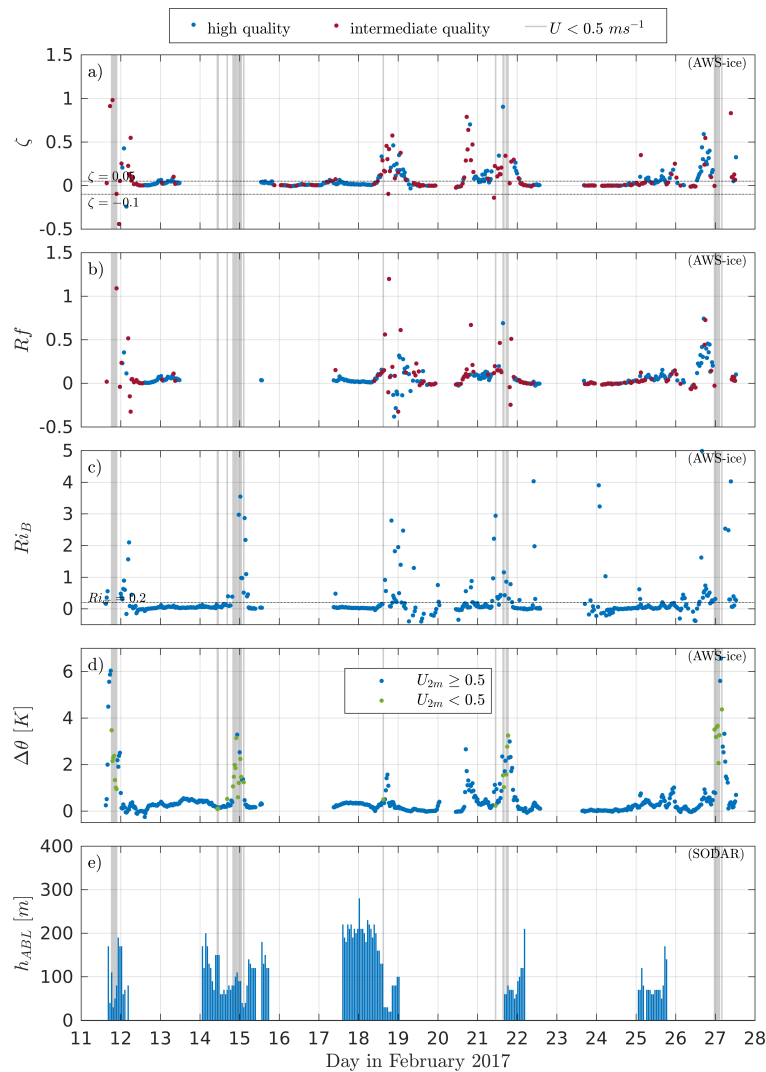 high quality intermediate quality U < 0.5 ms⁻¹
1.5
a) (AWS-ice)
1
ζ
0.5
ζ = 0.05
0
ζ = −0.1
-0.5
1.5
b) (AWS-ice)
1
Rf
0.5
0
-0.5
5
c) (AWS-ice)
4
3
Ri_B
2
1
= 0.2
0
d) (AWS-ice)
6
U₂ₘ ≥ 0.5
U₂ₘ < 0.5
4
Δθ [K]
2
0
400
e) (SODAR)
300
h_ABL [m]
200
100
0
11 12 13 14 15 16 17 18 19 20 21 22 23 24 25 26 27 28
Day in February 2017